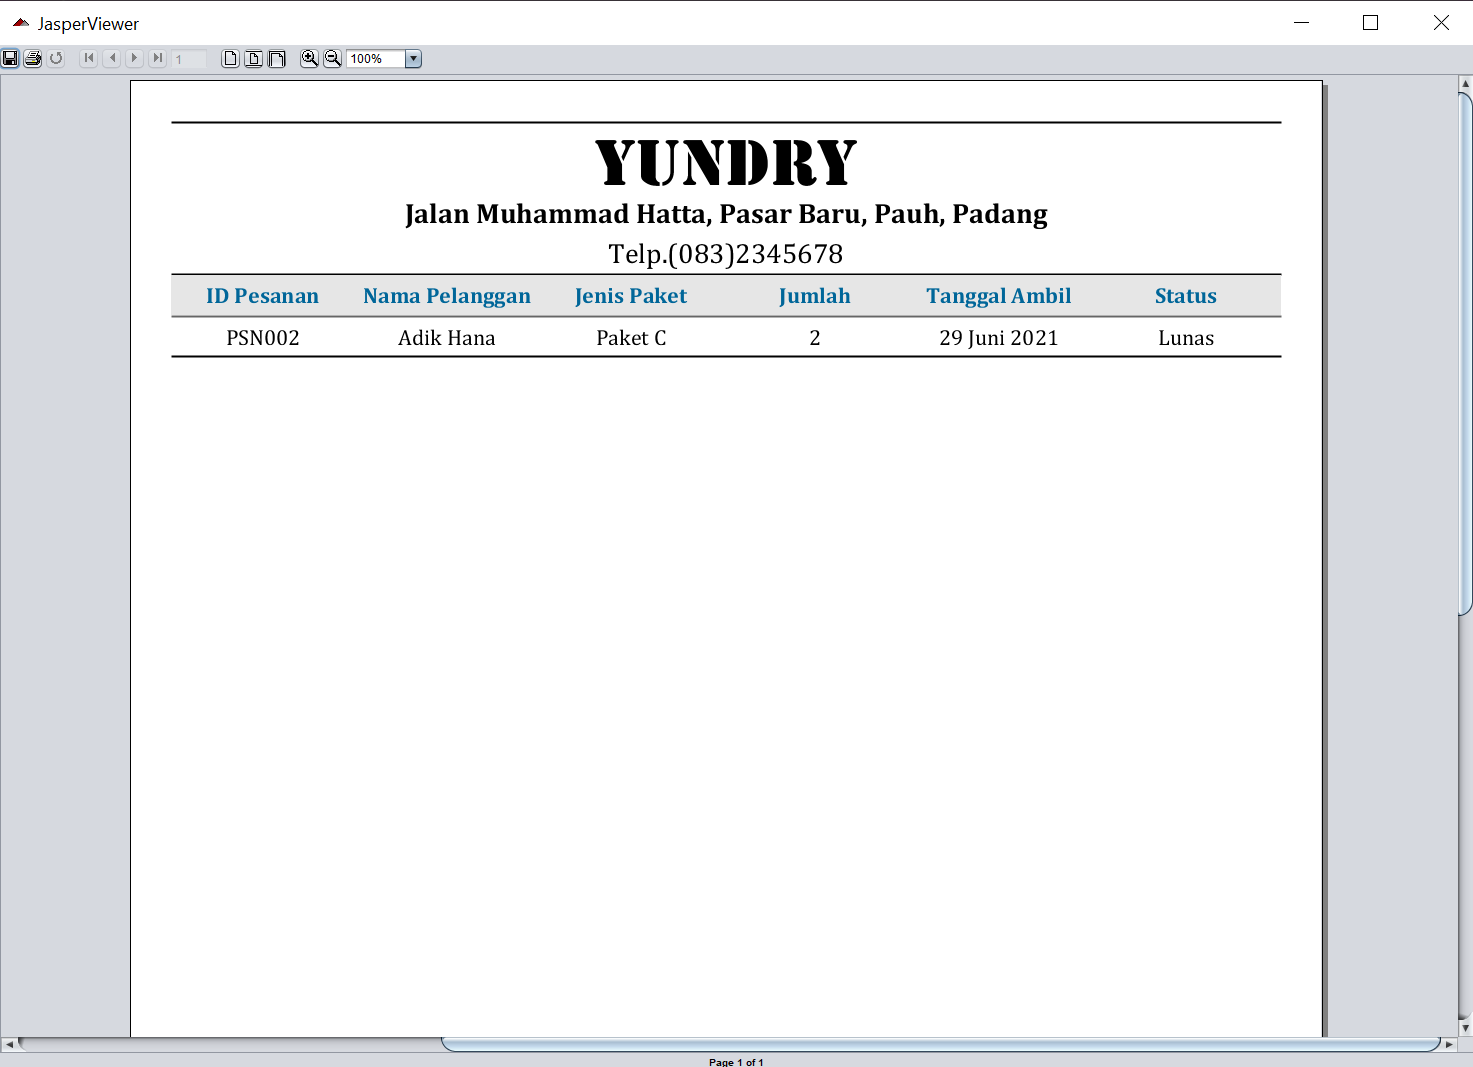 JasperViewer
1
100%
YUNDRY
Jalan Muhammad Hatta, Pasar Baru, Pauh, Padang
Telp.(083)2345678
ID Pesanan Nama Pelanggan Jenis Paket Jumlah Tanggal Ambil Status
PSN002 Adik Hana Paket C 2 29 Juni 2021 Lunas
Page 1 of 1